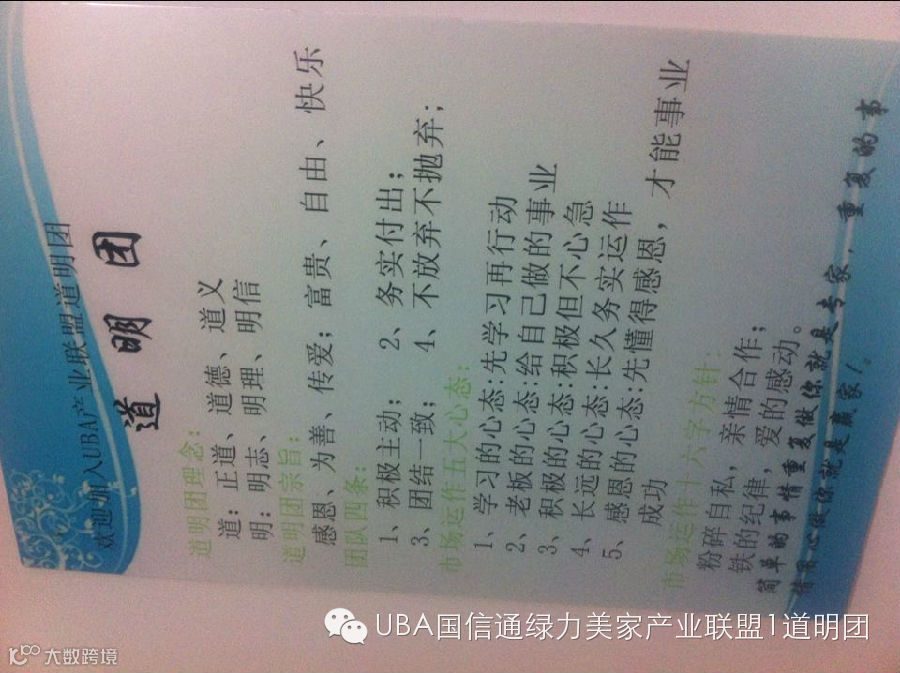 欢迎加入UBA产业联盟道明团
道 明 团
道明团理念:
道: 正道、道德、道义
明: 明志、明理、明信
道明团宗旨:
感恩、为善、传爱; 富贵、自由、快乐
团队四条:
1、积极主动; 2、务实付出;
3、团结一致; 4、不放弃不抛弃;
市场运作五大心态:
1、学习的心态:先学习再行动
2、老板的心态:给自己做的事业
3、积极的心态:积极但不心急
4、长远的心态:长久务实运作
5、感恩的心态:先懂得感恩,才能事业
成功
市场运作十六字方针:
粉碎自私,亲情合作;
铁的纪律,爱的感动。
简单的事情重复做你就是专家,重复的事
情用心做你就是赢家!。
UBA国信通绿力美家产业联盟1道明团
大数跨境